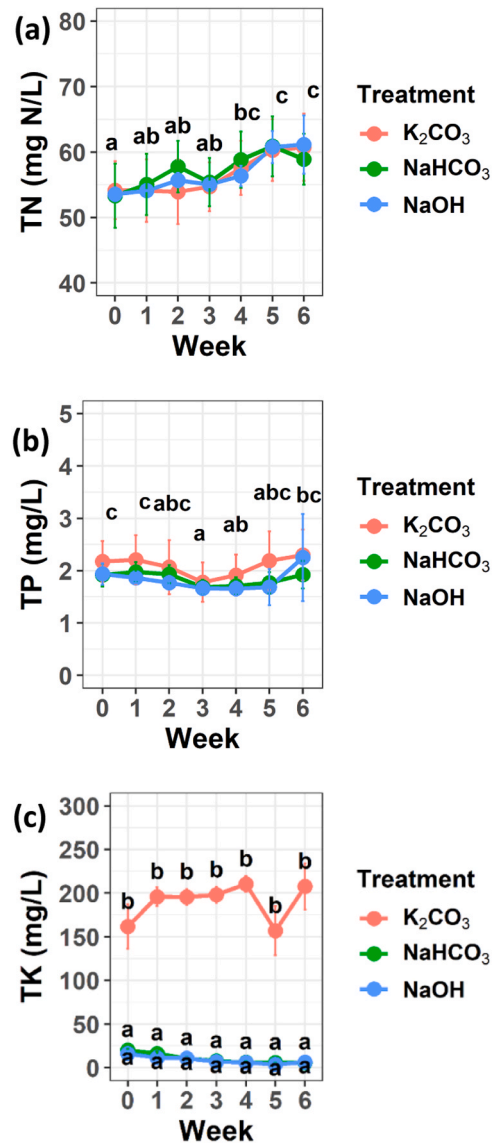 (a)
TN (mg N/L)
80
70
60
50
40
a ab ab ab bc c c
0 1 2 3 4 5 6
Week
Treatment
K₂CO₃
NaHCO₃
NaOH
(b)
TP (mg/L)
5
4
3
2
1
0
c c abc a ab abc bc
0 1 2 3 4 5 6
Week
Treatment
K₂CO₃
NaHCO₃
NaOH
(c)
TK (mg/L)
300
250
200
150
100
50
0
b b b b b b b
a a a a a a a
a a a a a a a
0 1 2 3 4 5 6
Week
Treatment
K₂CO₃
NaHCO₃
NaOH